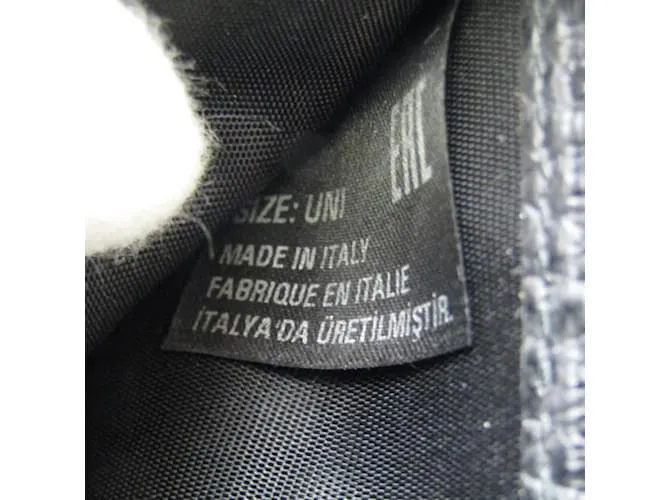 EAC
SIZE: UNI
MADE IN ITALY
FABRIQUE EN ITALIE
İTALYA'DA ÜRETİLMİŞTİR.